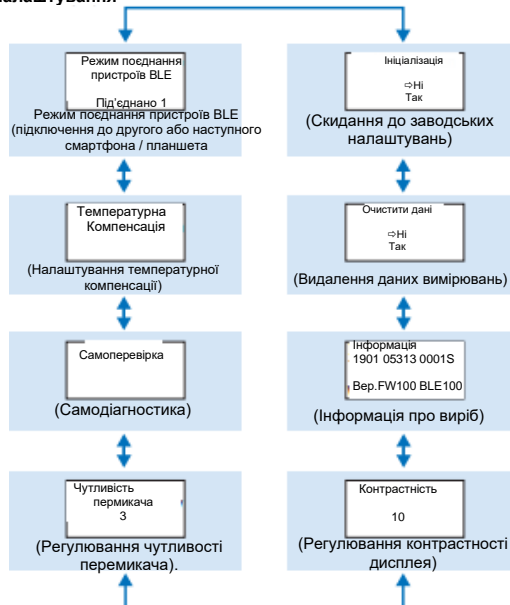 налаштування
Режим поєднання
пристроїв BLE
Під'єднано 1
Режим поєднання пристроїв BLE
(підключення до другого або наступного
смартфона / планшета
Температурна
Компенсація
(Налаштування температурної
компенсації)
Самоперевірка
(Самодіагностика)
Чутливість
пермикача
3
(Регулювання чутливості
перемикача).
Ініціалізація
⇨Ні
Так
(Скидання до заводських
налаштувань)
Очистити дані
⇨Ні
Так
(Видалення даних вимірювань)
Інформація
1901 05313 0001S
Вер.FW100 BLE100
(Інформація про виріб)
Контрастність
10
(Регулювання контрастності
дисплея)